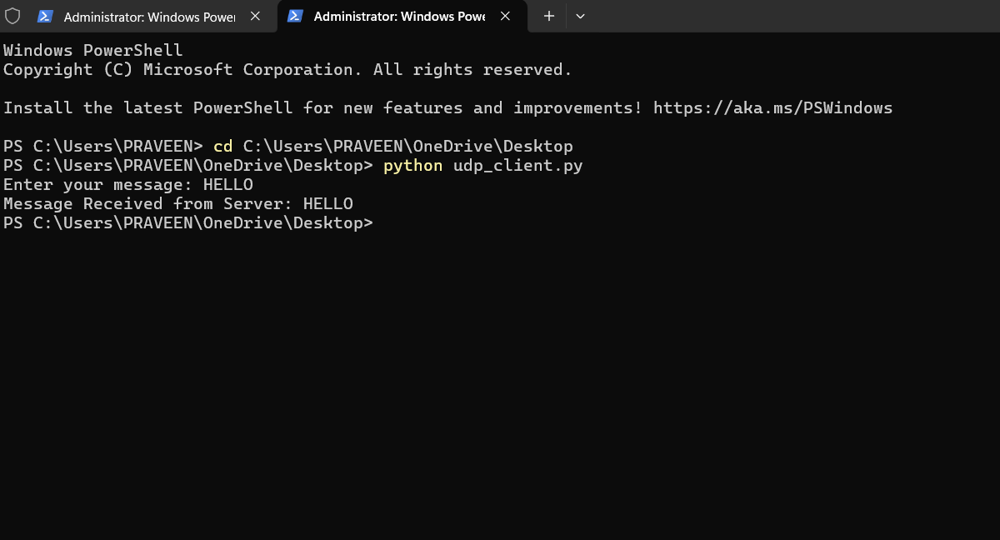 Administrator: Windows Power
Administrator: Windows Powe
Windows PowerShell
Copyright (C) Microsoft Corporation. All rights reserved.
Install the latest PowerShell for new features and improvements! https://aka.ms/PSWindows
PS C:\Users\PRAVEEN> cd C:\Users\PRAVEEN\OneDrive\Desktop
PS C:\Users\PRAVEEN\OneDrive\Desktop> python udp_client.py
Enter your message: HELLO
Message Received from Server: HELLO
PS C:\Users\PRAVEEN\OneDrive\Desktop>